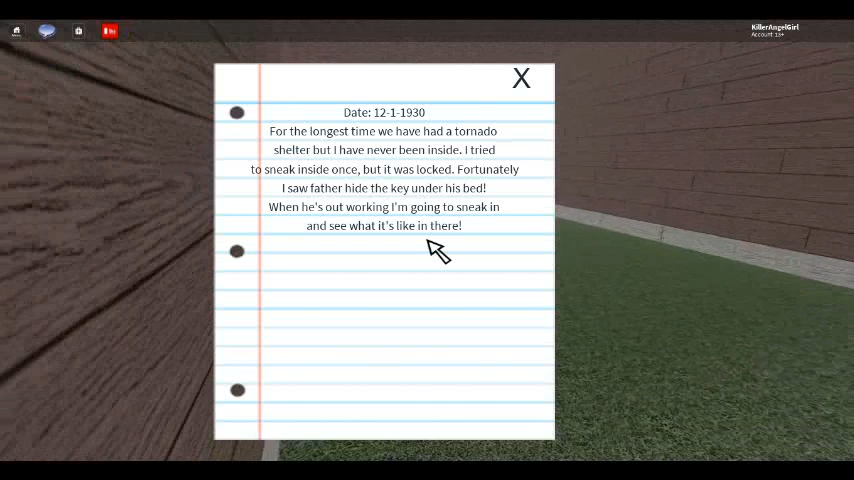 KillerAngelGirl
Account: 13+
X
Date: 12-1-1930
For the longest time we have had a tornado
shelter but I have never been inside. I tried
to sneak inside once, but it was locked. Fortunately
I saw father hide the key under his bed!
When he's out working I'm going to sneak in
and see what it's like in there!